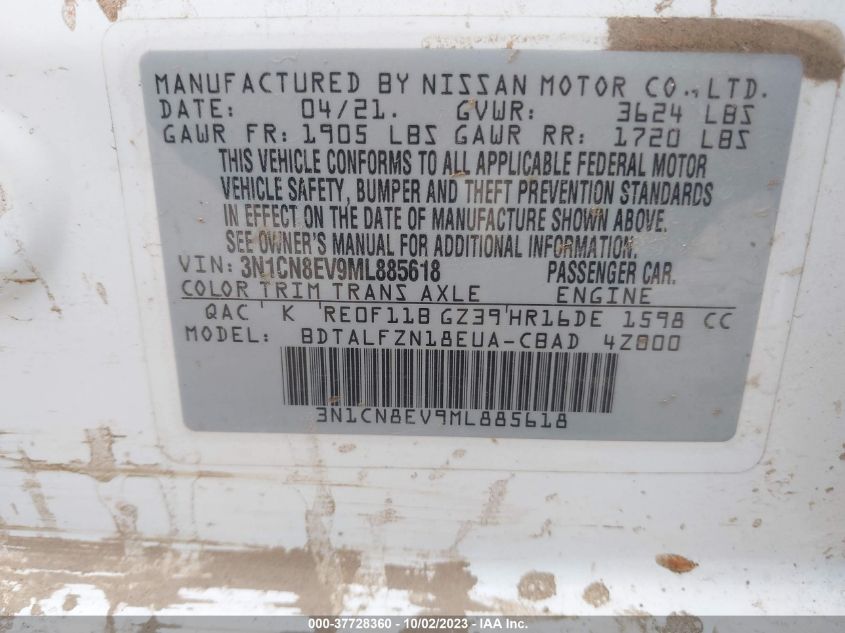 MANUFACTURED BY NISSAN MOTOR CO., LTD.
DATE: 04/21. GVWR: 3624 LBS
GAWR FR: 1905 LBS GAWR RR: 1720 LBS
THIS VEHICLE CONFORMS TO ALL APPLICABLE FEDERAL MOTOR
VEHICLE SAFETY, BUMPER AND THEFT PREVENTION STANDARDS
IN EFFECT ON THE DATE OF MANUFACTURE SHOWN ABOVE.
SEE OWNER'S MANUAL FOR ADDITIONAL INFORMATION.
VIN: 3N1CN8EV9ML885618 PASSENGER CAR.
COLOR TRIM TRANS AXLE ENGINE
QAC ' K 'RE0F11B GZ39'HR16DE 1598 CC
MODEL: BDTALFZN18EUA-CBAD 4Z800
3N1CN8EV9ML885618
000-37728360 - 10/02/2023 - IAA Inc.